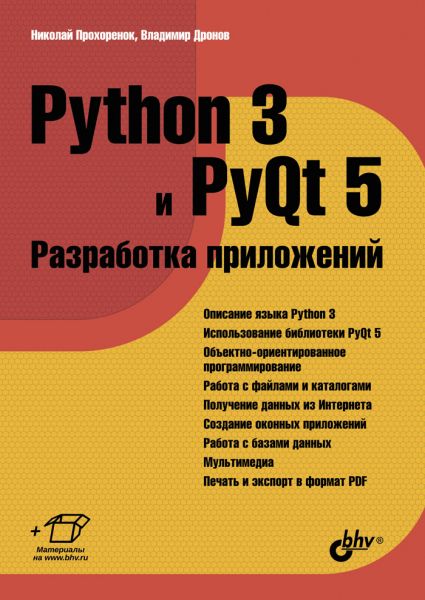 Николай Прохоренок, Владимир Дронов
Python 3
и PyQt 5
Разработка приложений
Описание языка Python 3
Использование библиотеки PyQt 5
Объектно-ориентированное
программирование
Работа с файлами и каталогами
Получение данных из Интернета
Создание оконных приложений
Работа с базами данных
Мультимедиа
Печать и экспорт в формат PDF
+
Материалы
на www.bhv.ru
bhv®